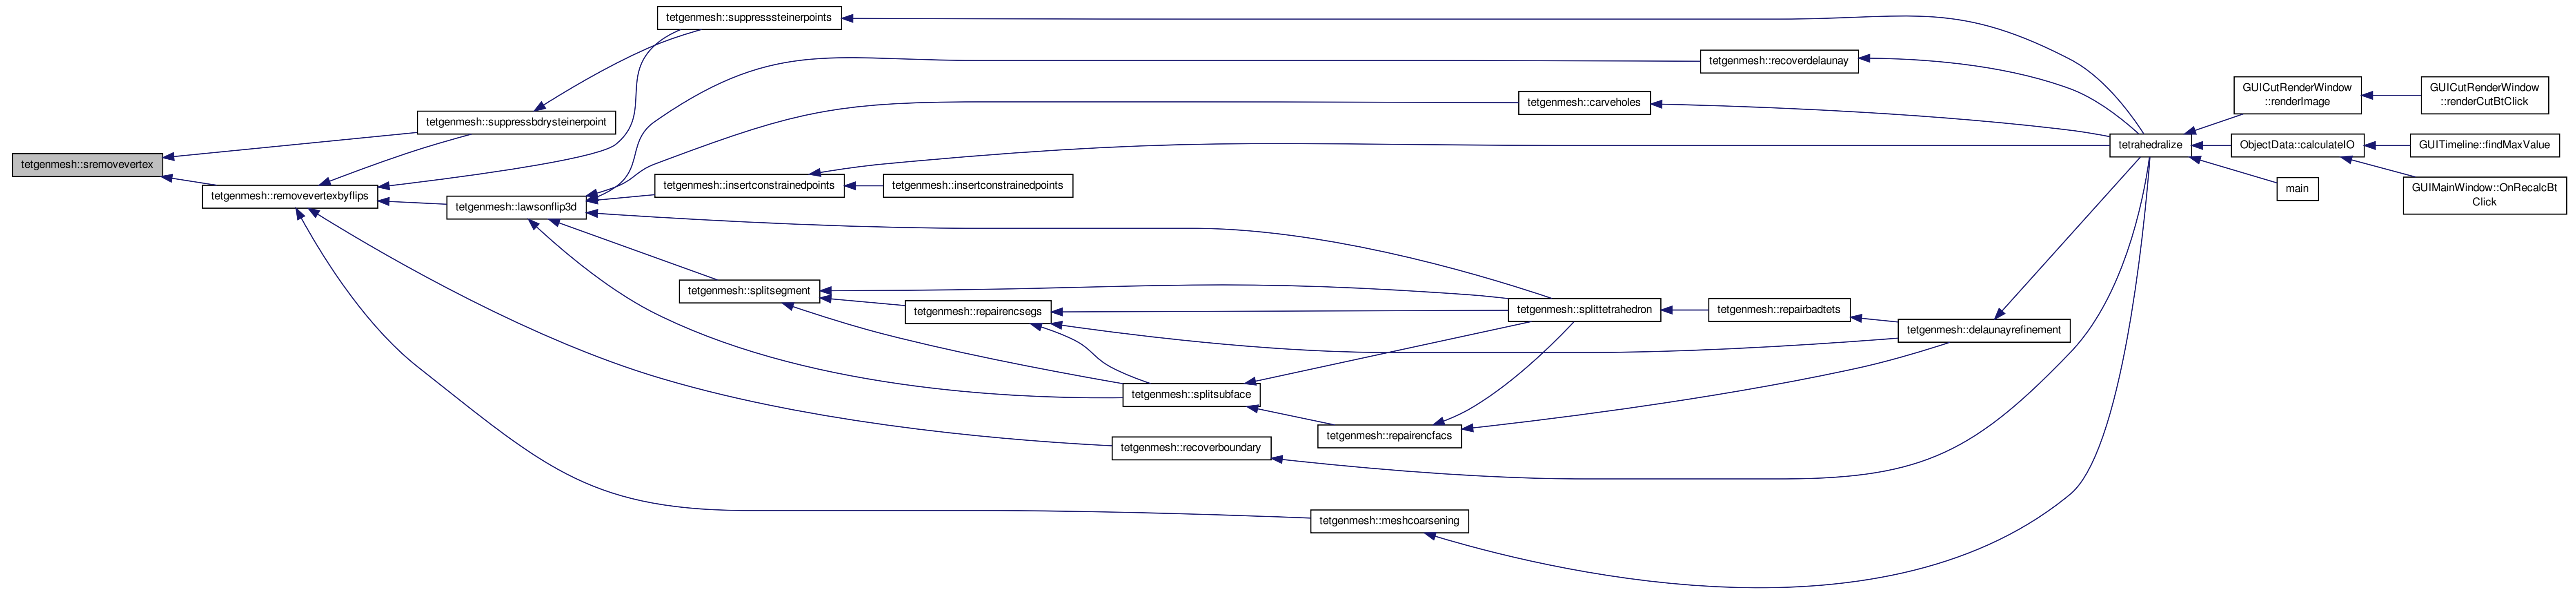 tetgenmesh::sremovevertex
tetgenmesh::suppressbdrysteinerpoint
tetgenmesh::removevertexbyflips
tetgenmesh::suppresssteinerpoints
tetgenmesh::lawsonflip3d
tetgenmesh::insertconstrainedpoints
tetgenmesh::insertconstrainedpoints
tetgenmesh::splitsegment
tetgenmesh::repairencsegs
tetgenmesh::splitsubface
tetgenmesh::recoverboundary
tetgenmesh::repairencfacs
tetgenmesh::meshcoarsening
tetgenmesh::recoverdelaunay
tetgenmesh::carveholes
tetgenmesh::splittetrahedron
tetgenmesh::repairbadtets
tetgenmesh::delaunayrefinement
tetrahedralize
GUICutRenderWindow
::renderImage
GUICutRenderWindow
::renderCutBtClick
ObjectData::calculateIO
GUITimeline::findMaxValue
GUIMainWindow::OnRecalcBt
Click
main